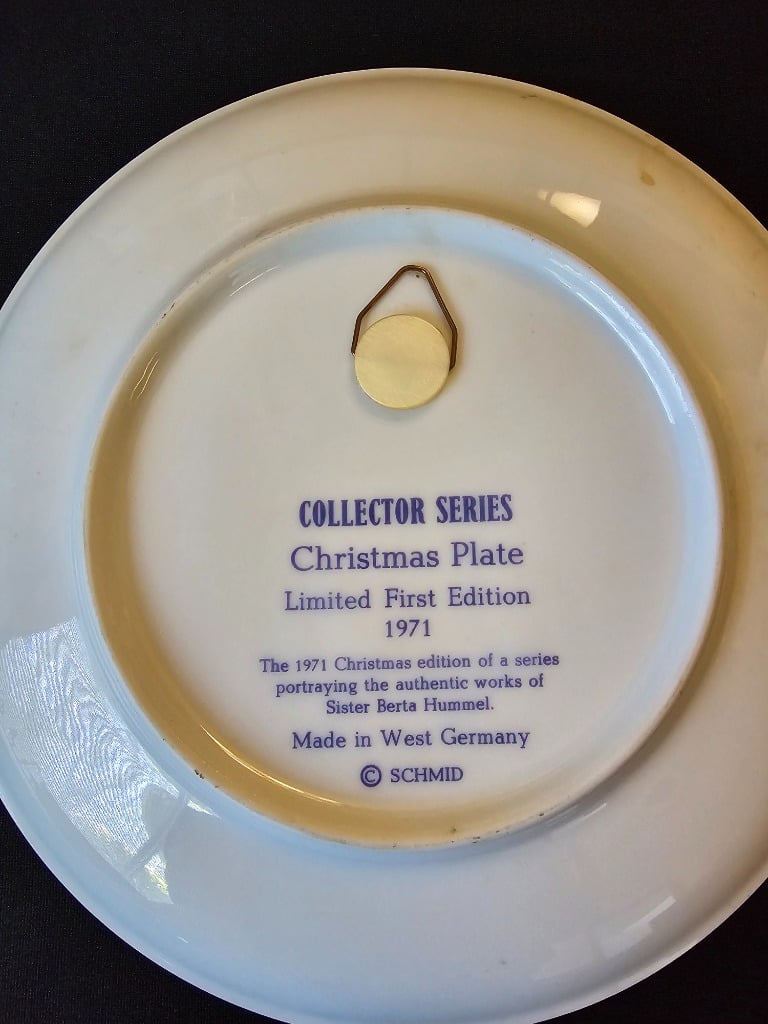 COLLECTOR SERIES
Christmas Plate
Limited First Edition
1971
The 1971 Christmas edition of a series
portraying the authentic works of
Sister Berta Hummel.
Made in West Germany
© SCHMID